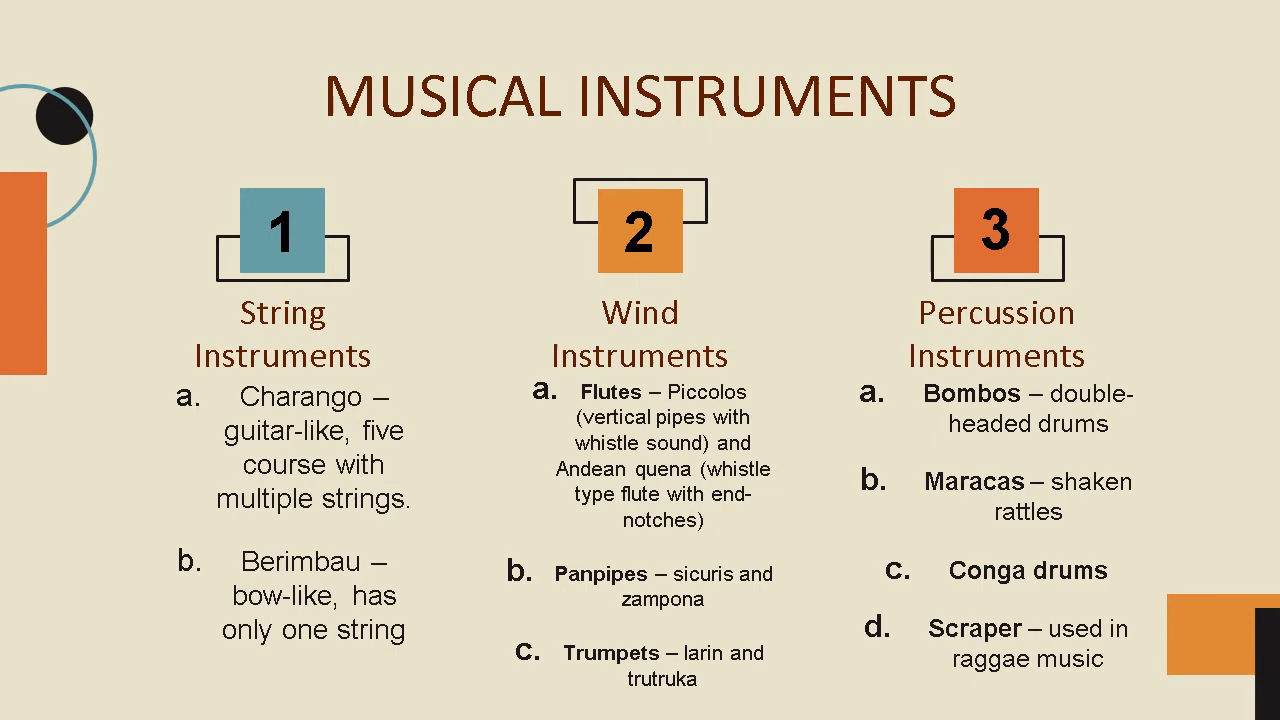 MUSICAL INSTRUMENTS
1
String
Instruments
a. Charango –
guitar-like, five
course with
multiple strings.
b. Berimbau –
bow-like, has
only one string
2
Wind
Instruments
a. Flutes – Piccolos
(vertical pipes with
whistle sound) and
Andean quena (whistle
type flute with end-
notches)
b. Panpipes – sicuris and
zampona
c. Trumpets – larin and
trutruka
3
Percussion
Instruments
a. Bombos – double-
headed drums
b. Maracas – shaken
rattles
c. Conga drums
d. Scraper – used in
raggae music